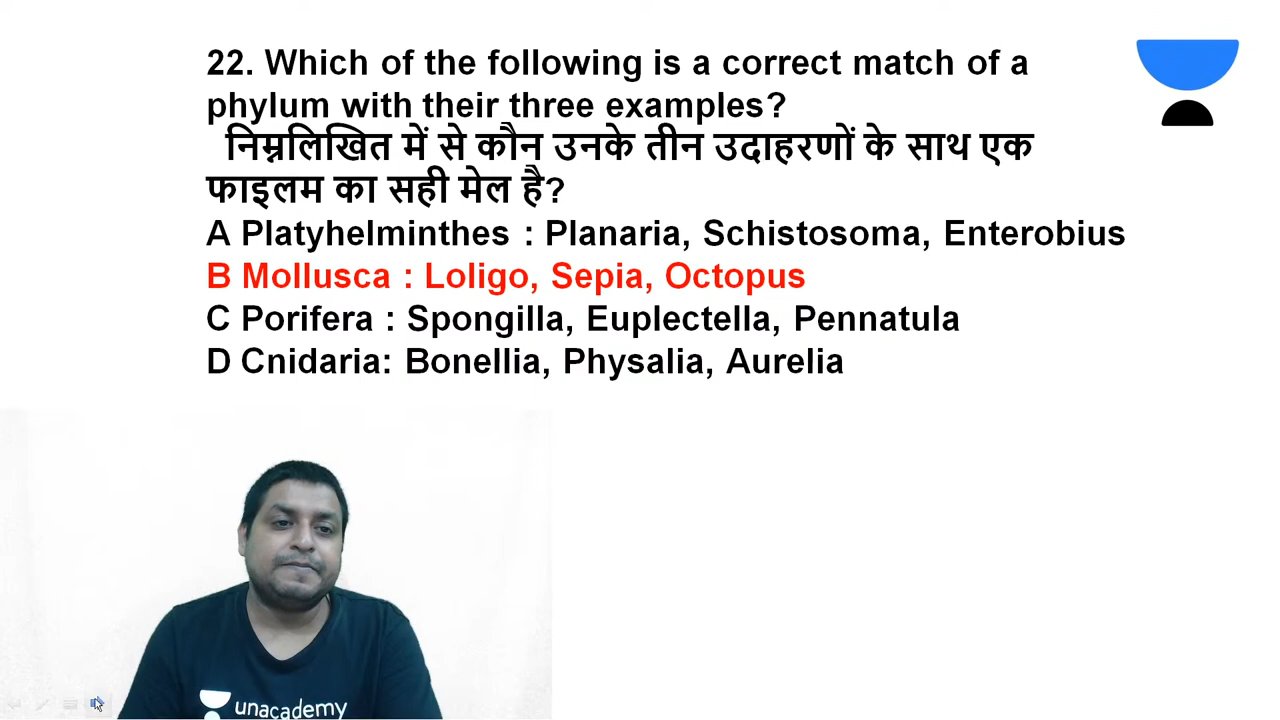 22. Which of the following is a correct match of a
phylum with their three examples?
निम्नलिखित में से कौन उनके तीन उदाहरणों के साथ एक
फाइलम का सही मेल है?
A Platyhelminthes : Planaria, Schistosoma, Enterobius
B Mollusca : Loligo, Sepia, Octopus
C Porifera : Spongilla, Euplectella, Pennatula
D Cnidaria: Bonellia, Physalia, Aurelia
unacademy